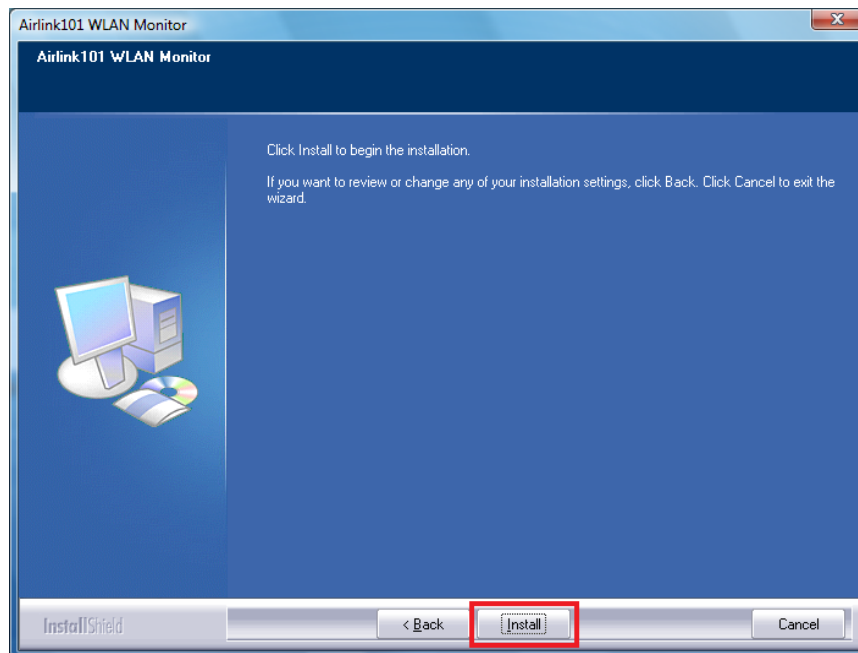 Airlink101 WLAN Monitor
Airlink101 WLAN Monitor
Click Install to begin the installation.
If you want to review or change any of your installation settings, click Back. Click Cancel to exit the
wizard.
InstallShield
< Back
Install
Cancel